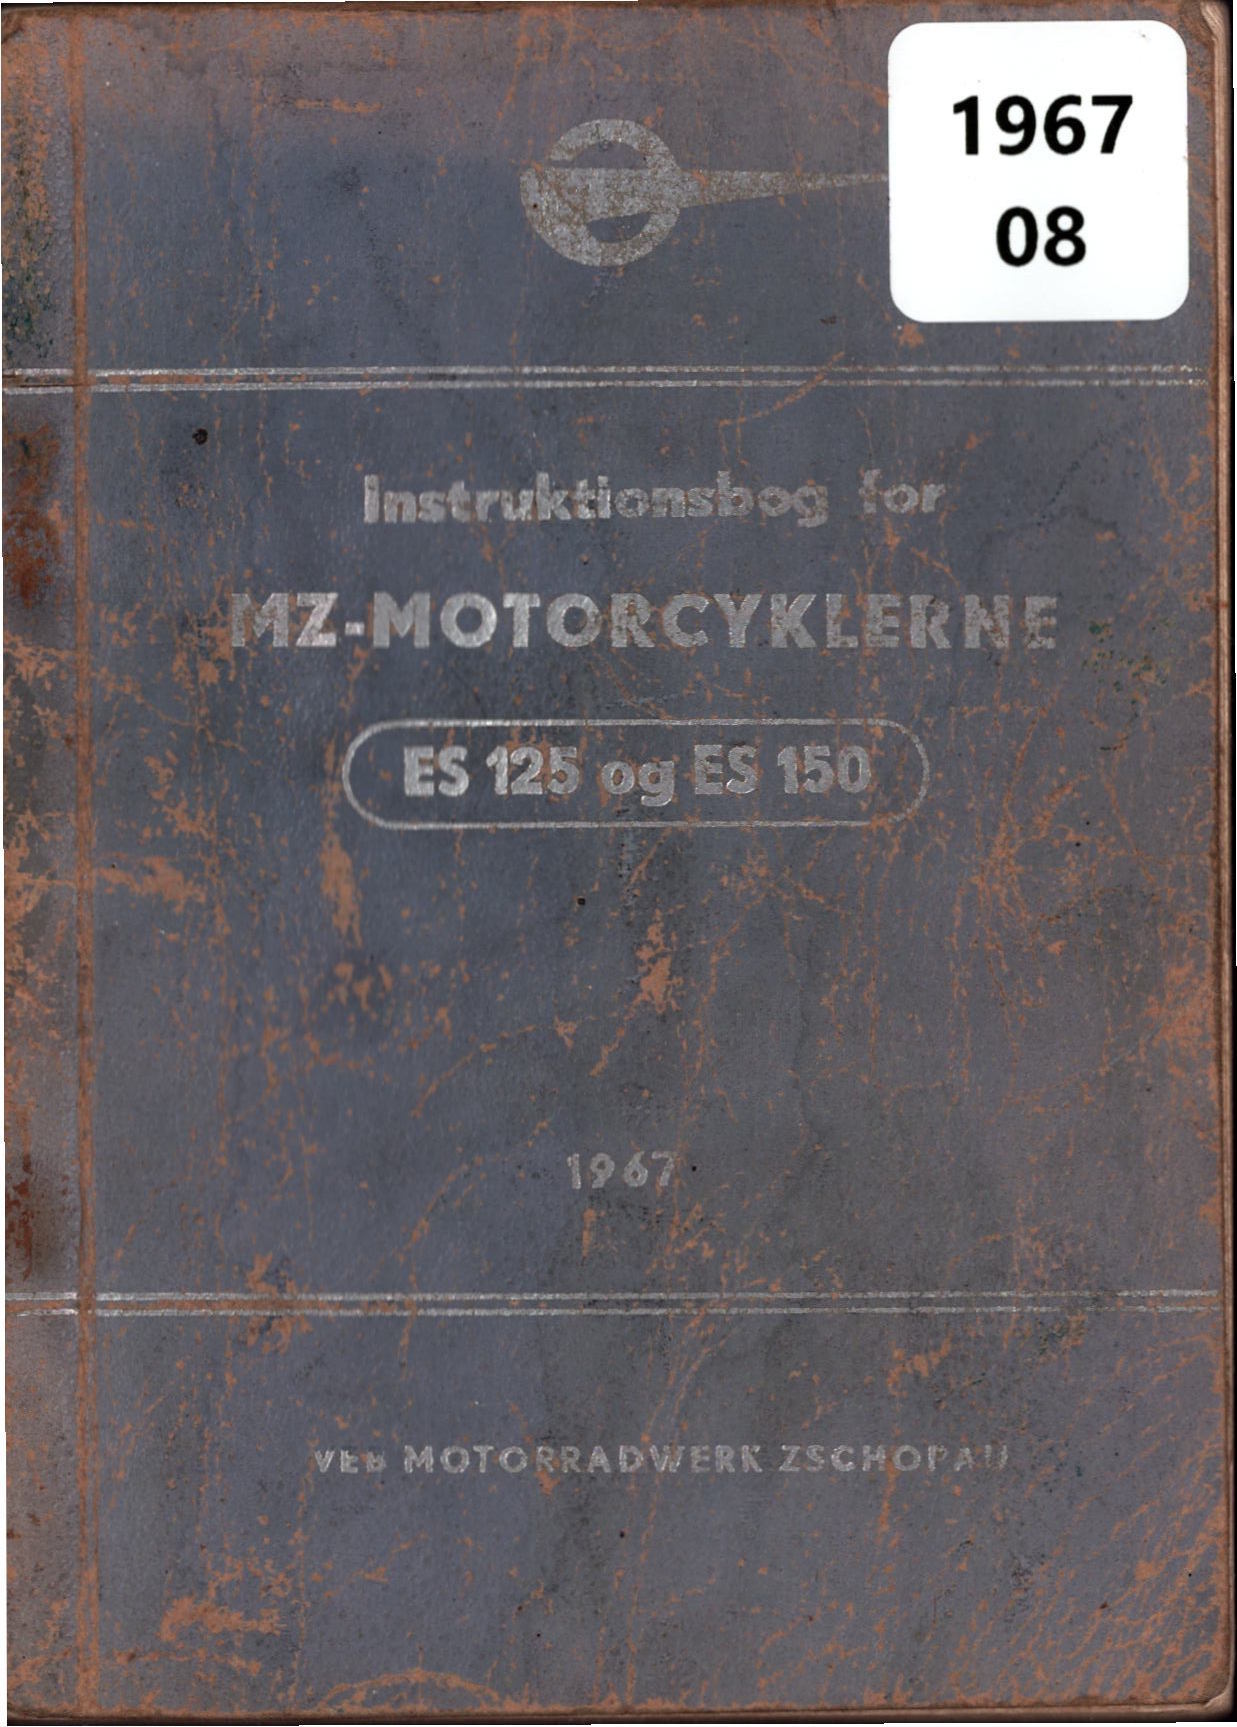 1967
08
Instruktionsbog for
MZ-MOTORCYKLERNE
ES 125 og ES 150
1967
VEB MOTORRADWERK ZSCHOPAU